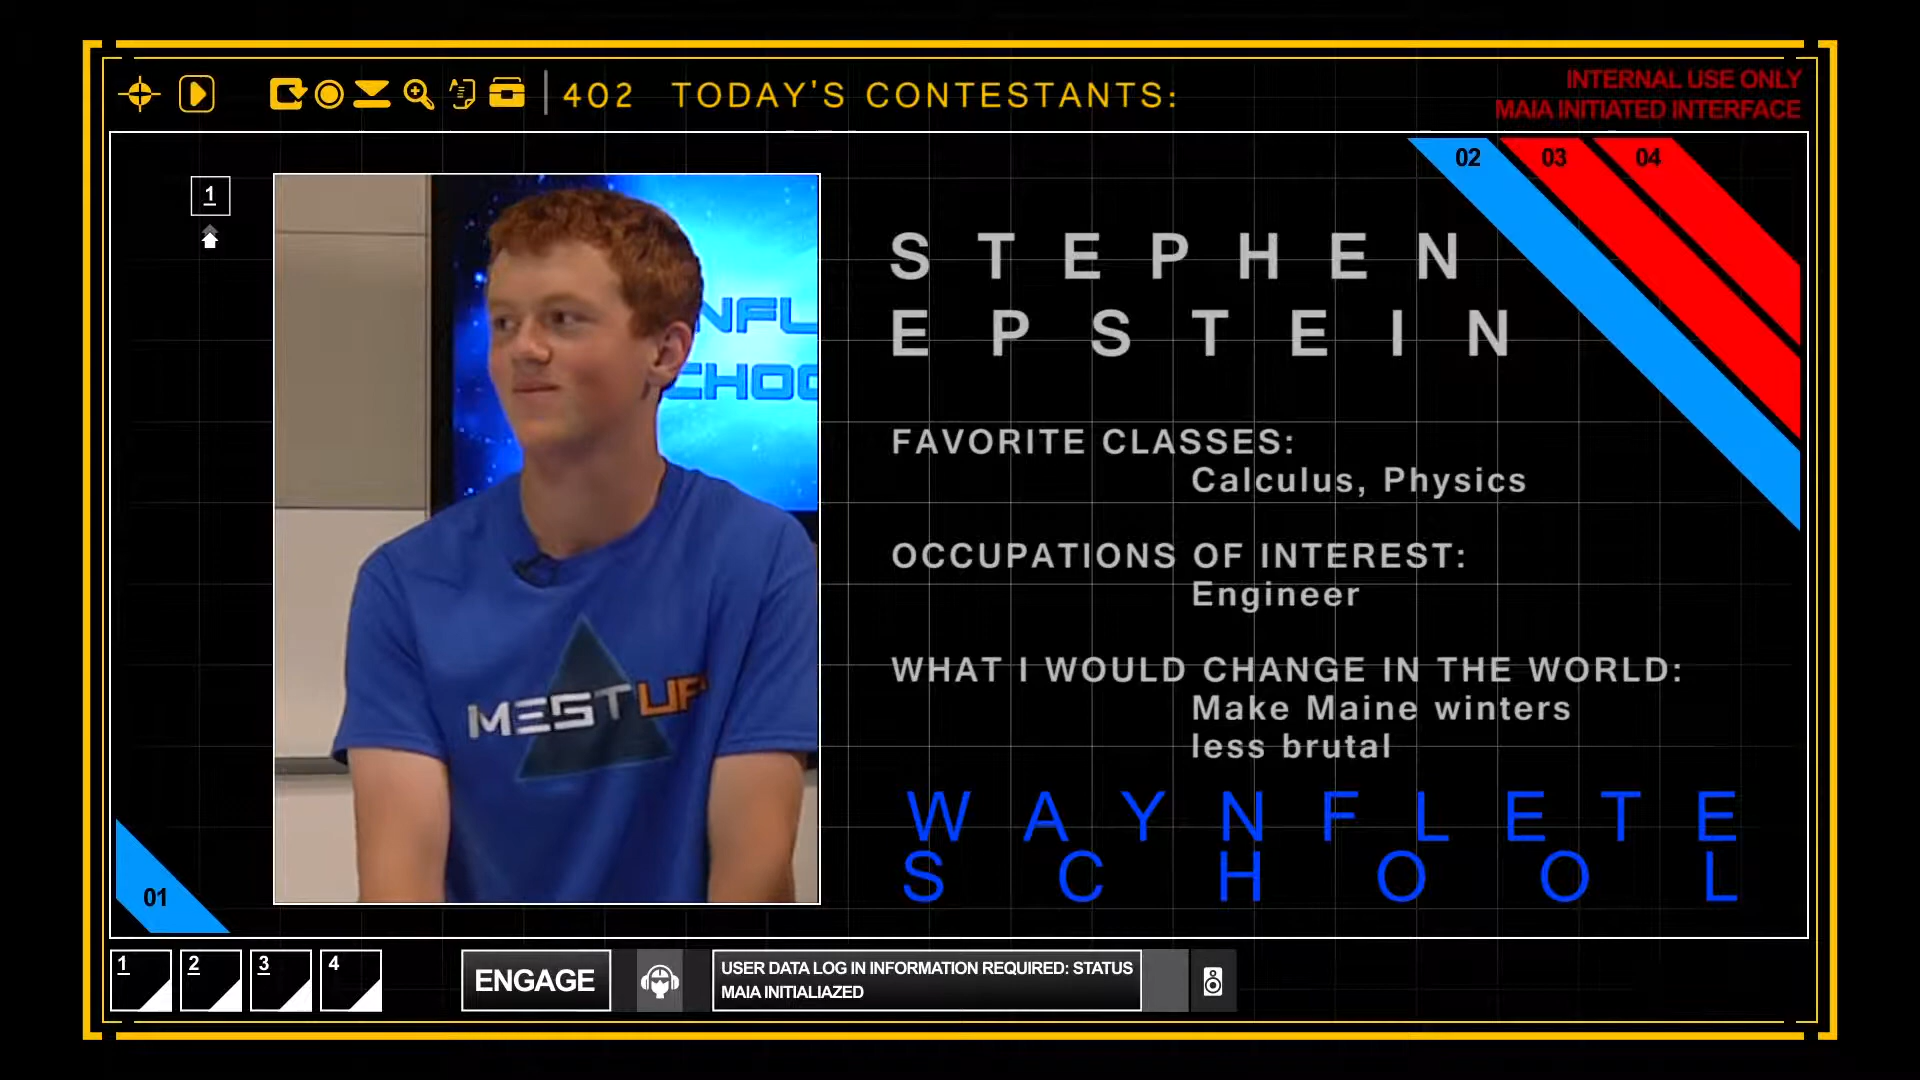 402 TODAY'S CONTESTANTS:
INTERNAL USE ONLY
MAIA INITIATED INTERFACE
02 03 04
1
STEPHEN
EPSTEIN
NFL
CHOO
FAVORITE CLASSES:
Calculus, Physics
OCCUPATIONS OF INTEREST:
Engineer
WHAT I WOULD CHANGE IN THE WORLD:
Make Maine winters
less brutal
MESTUP
WAYNFLETE
SCHOOL
01
1 2 3 4
ENGAGE
USER DATA LOG IN INFORMATION REQUIRED: STATUS
MAIA INITIALIAZED